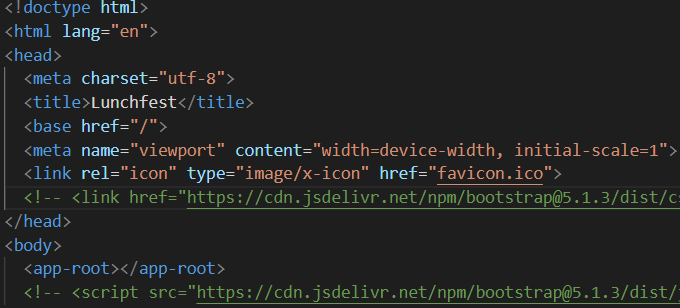 <!doctype html>
<html lang="en">
<head>
<meta charset="utf-8">
<title>Lunchfest</title>
<base href="/">
<meta name="viewport" content="width=device-width, initial-scale=1">
<link rel="icon" type="image/x-icon" href="favicon.ico">
<!-- <link href="https://cdn.jsdelivr.net/npm/bootstrap@5.1.3/dist/c
</head>
<body>
<app-root></app-root>
<!-- <script src="https://cdn.jsdelivr.net/npm/bootstrap@5.1.3/dist/